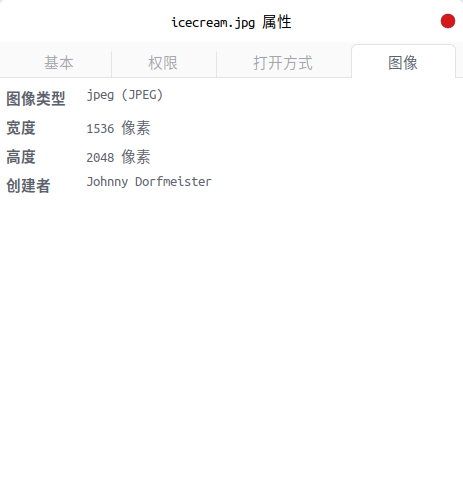 icecream.jpg 属性
基本 权限 打开方式 图像
图像类型 jpeg (JPEG)
宽度 1536 像素
高度 2048 像素
创建者 Johnny Dorfmeister